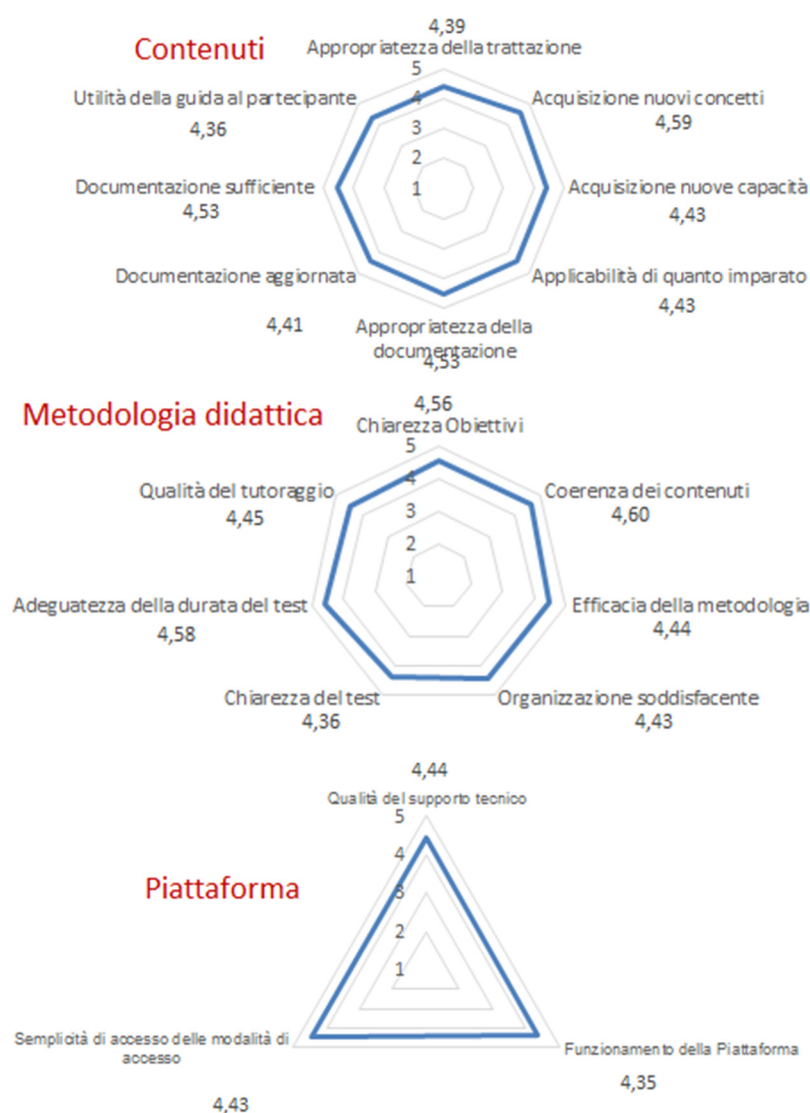 4,39
Contenuti
Appropriatezza della trattazione
5
4
3
2
1
Utilità della guida al partecipante
4,36
Acquisizione nuovi concetti
4,59
Documentazione sufficiente
4,53
Acquisizione nuove capacità
4,43
Documentazione aggiornata
4,41
Applicabilità di quanto imparato
4,43
Appropriatezza della
documentazione
4,53
Metodologia didattica
4,56
Chiarezza Obiettivi
5
4
3
2
1
Qualità del tutoraggio
4,45
Coerenza dei contenuti
4,60
Adeguatezza della durata del test
4,58
Efficacia della metodologia
4,44
Chiarezza del test
4,36
Organizzazione soddisfacente
4,43
4,44
Qualità del supporto tecnico
Piattaforma
5
4
3
2
1
Semplicità di accesso delle modalità di
accesso
4,43
Funzionamento della Piattaforma
4,35